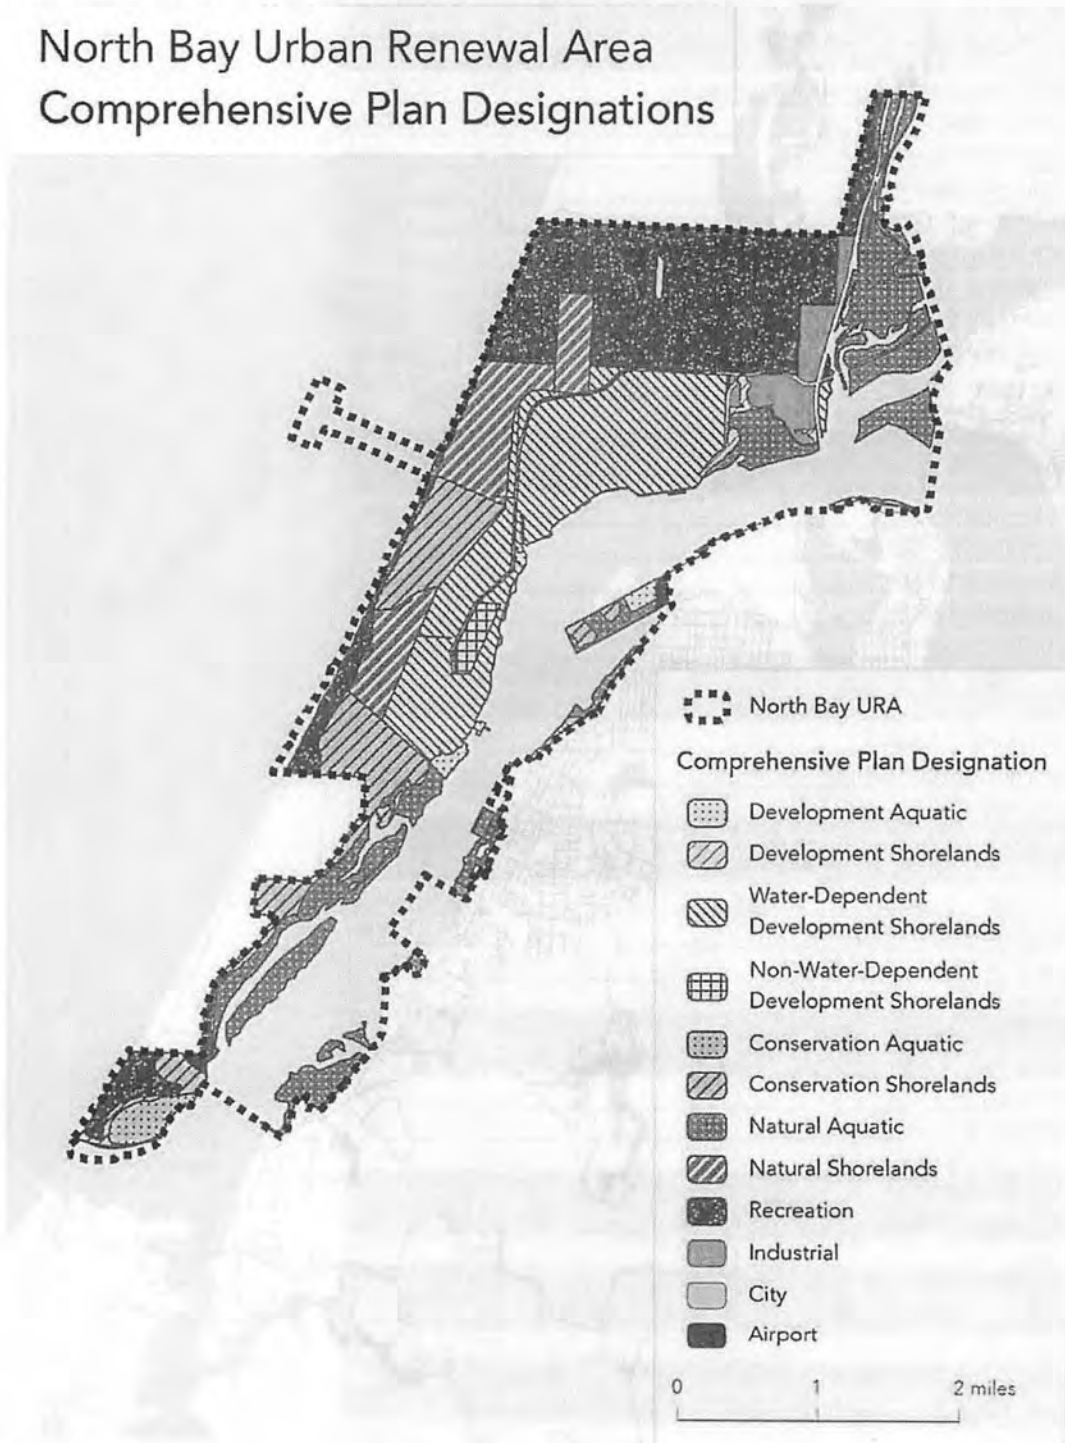 North Bay Urban Renewal Area
Comprehensive Plan Designations
North Bay URA
Comprehensive Plan Designation
Development Aquatic
Development Shorelands
Water-Dependent
Development Shorelands
Non-Water-Dependent
Development Shorelands
Conservation Aquatic
Conservation Shorelands
Natural Aquatic
Natural Shorelands
Recreation
Industrial
City
Airport
0 1 2 miles